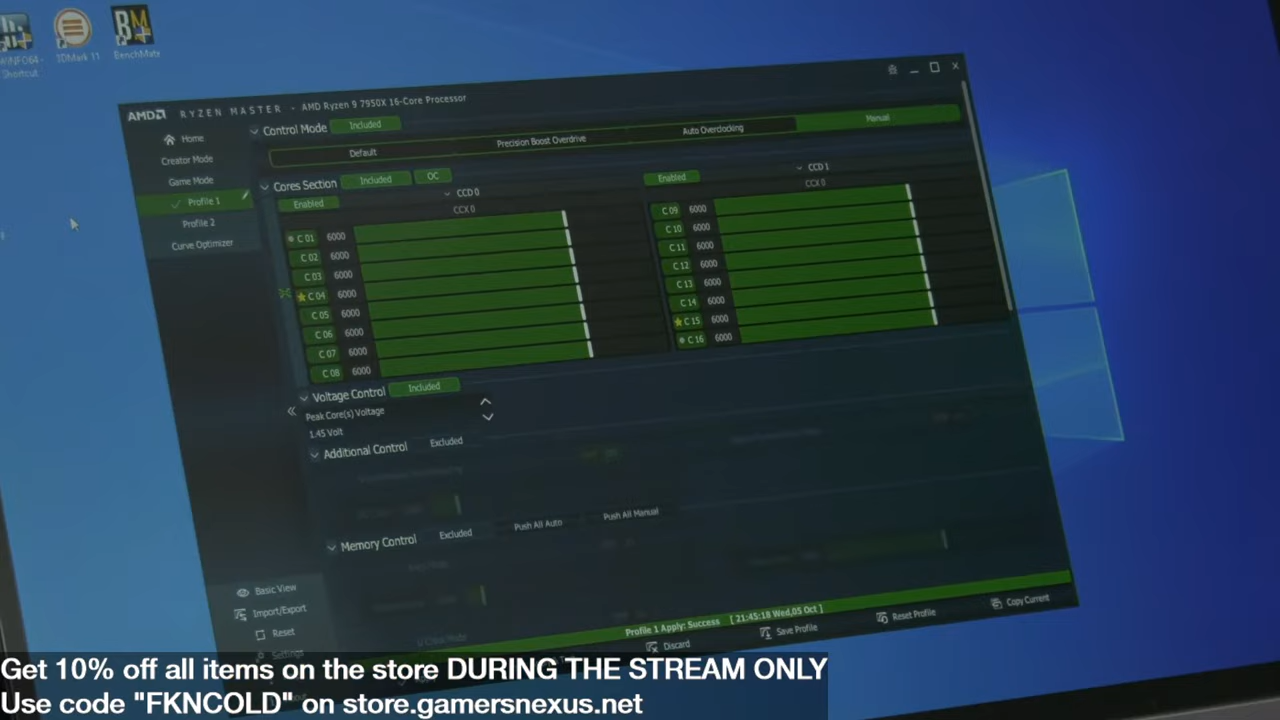 WINFO64 -
Shortcut
3DMark 11
BenchMate
AMD RYZEN MASTER - AMD Ryzen 9 7950X 16-Core Processor
Home
Creator Mode
Game Mode
Profile 1
Profile 2
Curve Optimizer
Control Mode Included
Default Precision Boost Overdrive Auto Overclocking Manual
Cores Section Included OC
Enabled
CCD 0
CCX 0
C 01 6000
C 02 6000
C 03 6000
C 04 6000
C 05 6000
C 06 6000
C 07 6000
C 08 6000
Enabled
CCD 1
CCX 0
C 09 6000
C 10 6000
C 11 6000
C 12 6000
C 13 6000
C 14 6000
C 15 6000
C 16 6000
Voltage Control Included
Peak Core(s) Voltage
1.45 Volt
Additional Control Excluded
Memory Control Excluded Push All Auto Push All Manual
Basic View
Import/Export
Reset
Settings
Profile 1 Apply: Success [ 21:45:18 Wed,05 Oct ]
Discard Save Profile Reset Profile Copy Current
Get 10% off all items on the store DURING THE STREAM ONLY
Use code "FKNCOLD" on store.gamersnexus.net